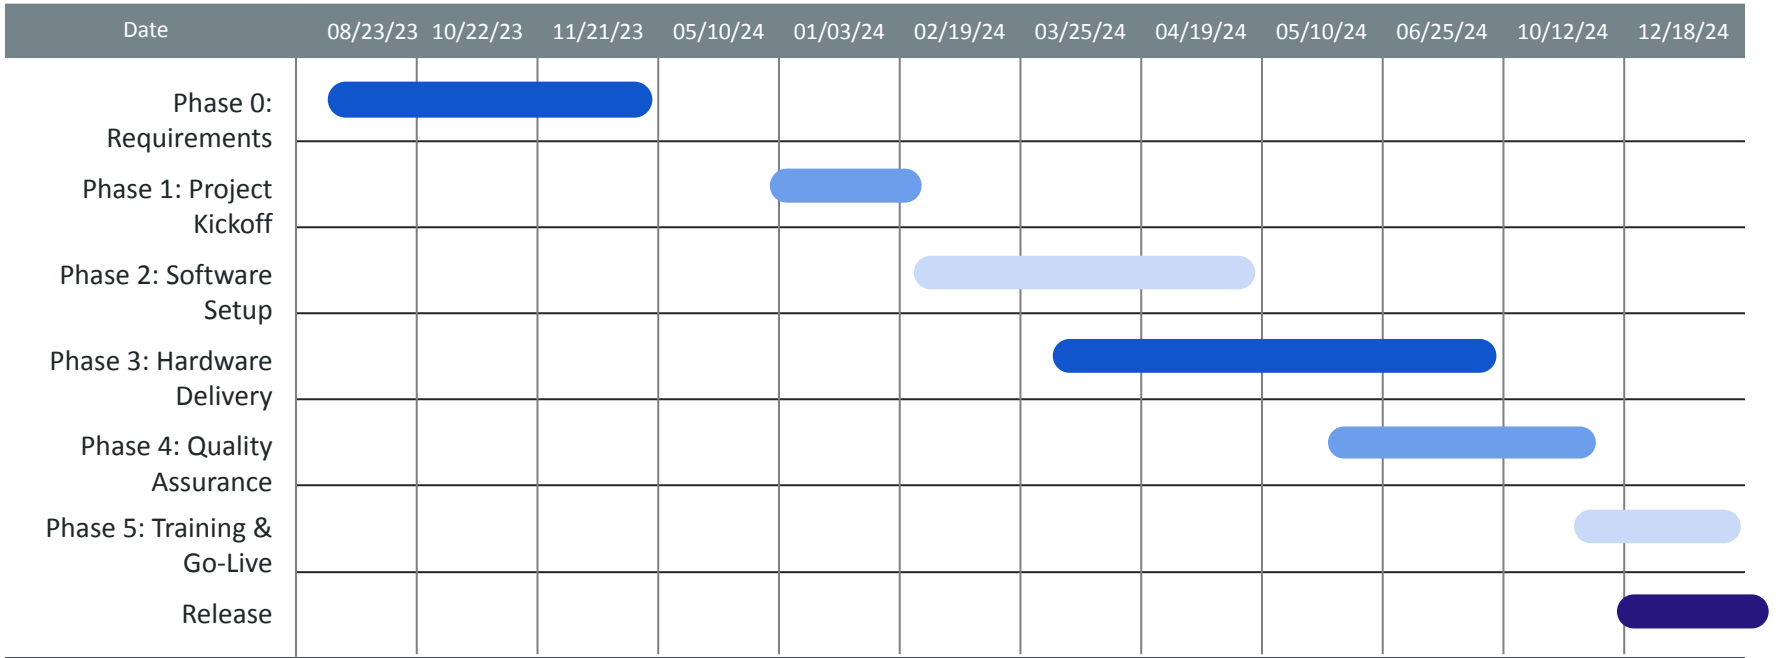 Date 08/23/23 10/22/23 11/21/23 05/10/24 01/03/24 02/19/24 03/25/24 04/19/24 05/10/24 06/25/24 10/12/24 12/18/24
Phase 0:
Requirements
Phase 1: Project
Kickoff
Phase 2: Software
Setup
Phase 3: Hardware
Delivery
Phase 4: Quality
Assurance
Phase 5: Training &
Go-Live
Release